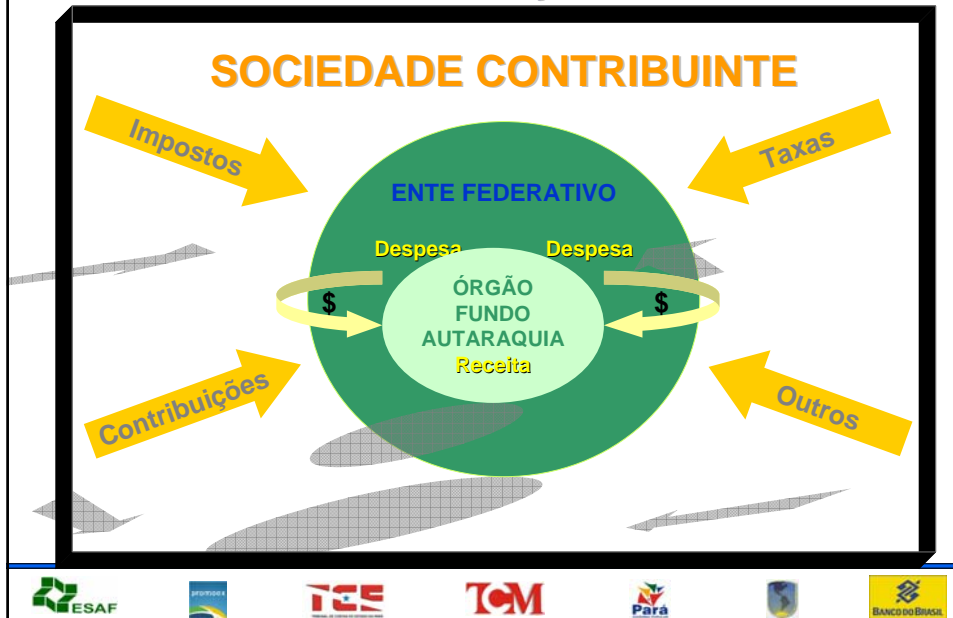 SOCIEDADE CONTRIBUINTE
Impostos
Taxas
ENTE FEDERATIVO
Despesa Despesa
$ $
ÓRGÃO
FUNDO
AUTARAQUIA
Receita
Contribuições
Outros
ESAF
promoex
TCE
TCM
Pará
BANCO DO BRASIL